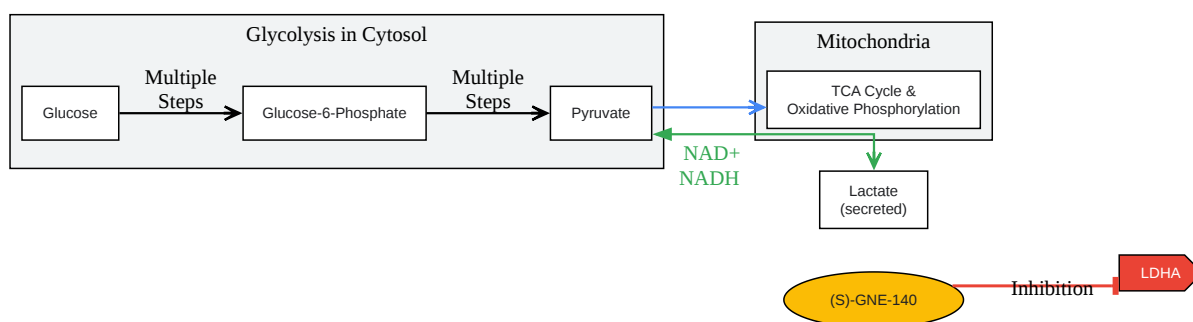 Glycolysis in Cytosol
Mitochondria
Multiple
Steps
Multiple
Steps
Glucose
Glucose-6-Phosphate
Pyruvate
TCA Cycle &
Oxidative Phosphorylation
NAD+
NADH
Lactate
(secreted)
(S)-GNE-140
Inhibition
LDHA